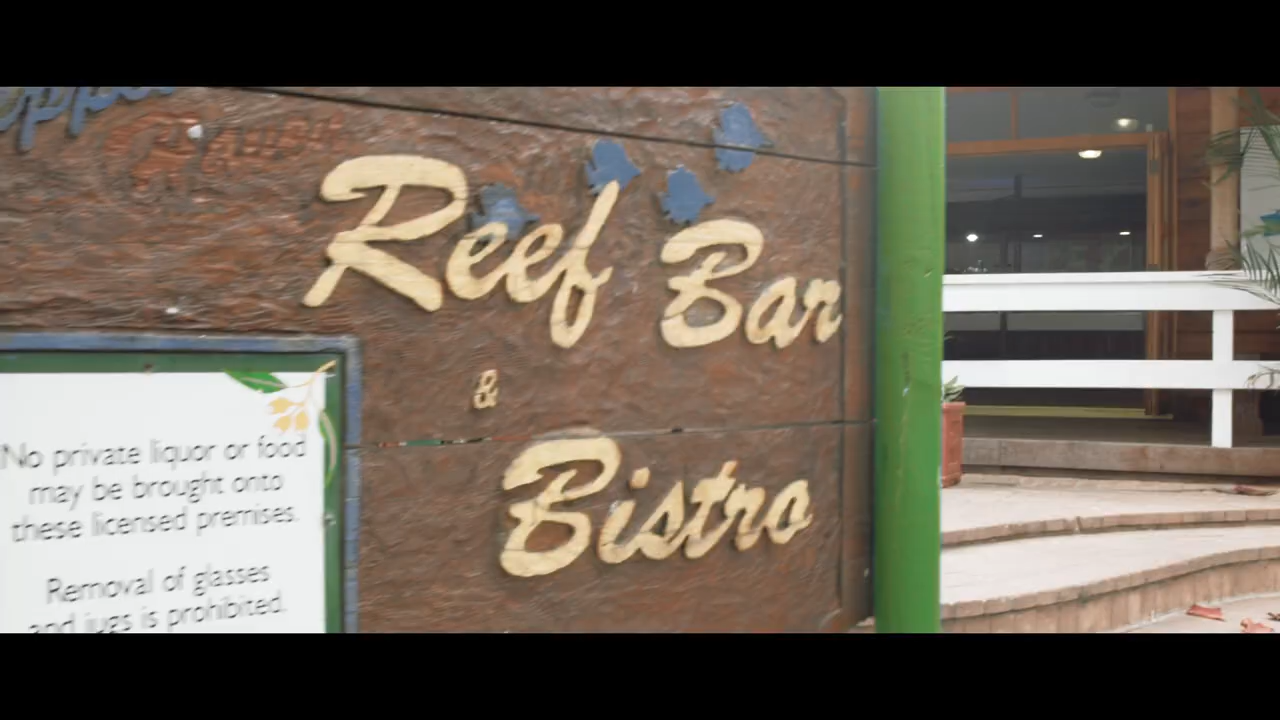 Reef Bar
&
Bistro
No private liquor or food
may be brought onto
these licensed premises.
Removal of glasses
and jugs is prohibited.